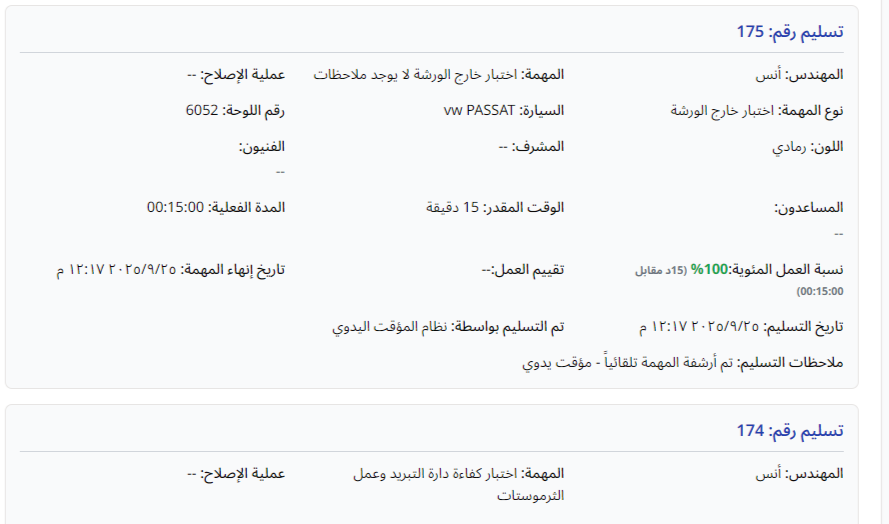 تسليم رقم: 175
المهندس: أنس
المهمة: اختبار خارج الورشة لا يوجد ملاحظات
عملية الإصلاح: --
نوع المهمة: اختبار خارج الورشة
السيارة: vw PASSAT
رقم اللوحة: 6052
اللون: رمادي
المشرف: --
الفنيون:
--
المساعدون:
--
الوقت المقدر: 15 دقيقة
المدة الفعلية: 00:15:00
نسبة العمل المئوية:100% (15د مقابل
00:15:00)
تقييم العمل:--
تاريخ إنهاء المهمة: ٢٠٢٥/٩/٢٥ ١٢:١٧ م
تاريخ التسليم: ٢٠٢٥/٩/٢٥ ١٢:١٧ م
تم التسليم بواسطة: نظام المؤقت اليدوي
ملاحظات التسليم: تم أرشفة المهمة تلقائياً - مؤقت يدوي
تسليم رقم: 174
المهندس: أنس
المهمة: اختبار كفاءة دارة التبريد وعمل
الثرموستات
عملية الإصلاح: --